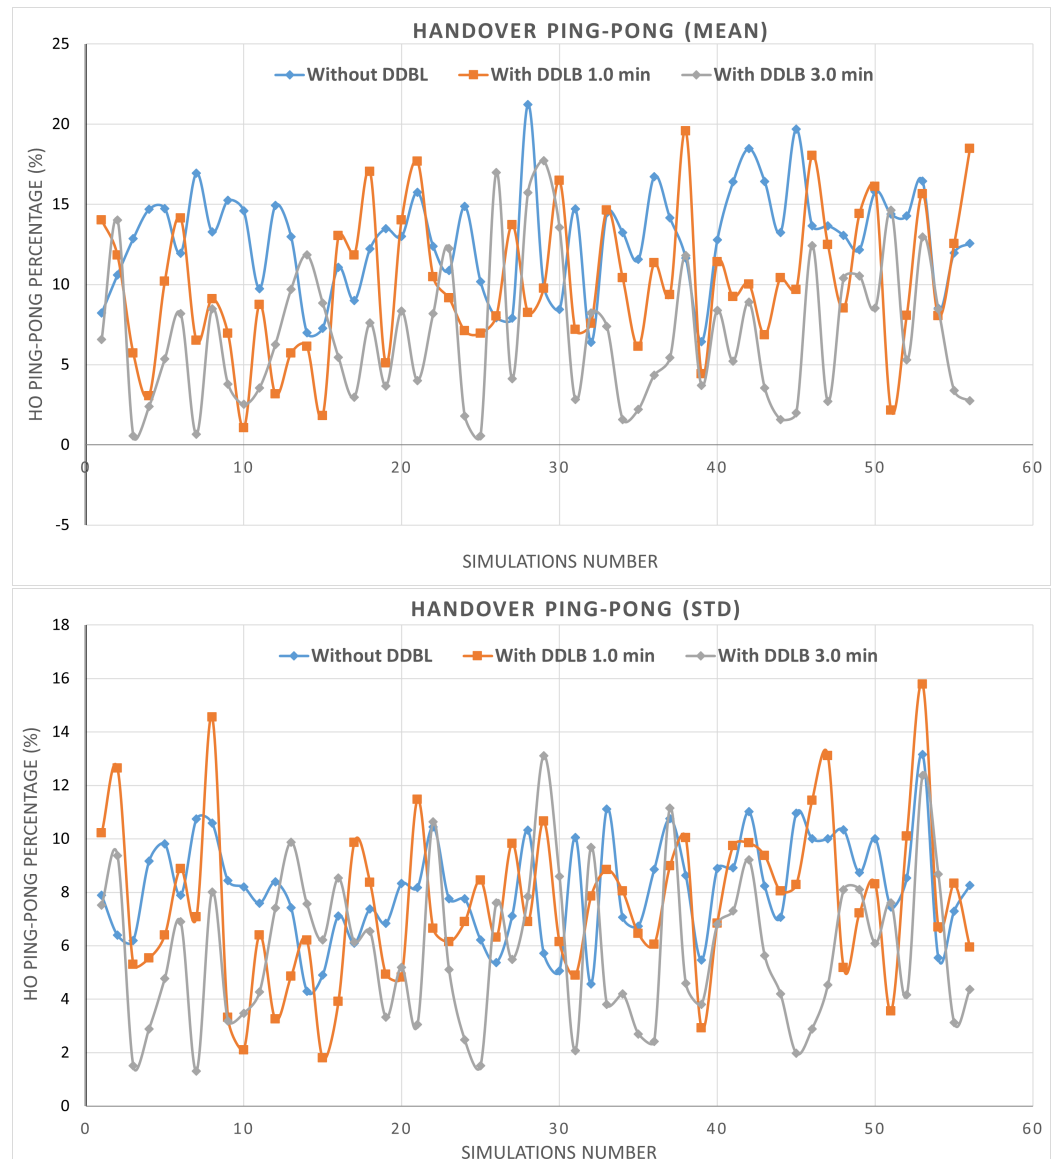 HANDOVER PING-PONG (MEAN)
Without DDBL With DDLB 1.0 min With DDLB 3.0 min
HO PING-PONG PERCENTAGE (%)
25
20
15
10
5
0
-5
0 10 20 30 40 50 60
SIMULATIONS NUMBER
HANDOVER PING-PONG (STD)
Without DDBL With DDLB 1.0 min With DDLB 3.0 min
HO PING-PONG PERCENTAGE (%)
18
16
14
12
10
8
6
4
2
0
0 10 20 30 40 50 60
SIMULATIONS NUMBER